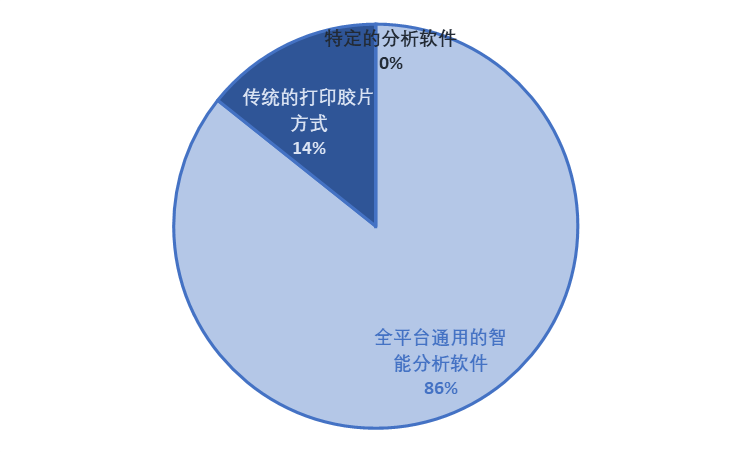 特定的分析软件
0%
传统的打印胶片
方式
14%
全平台通用的智
能分析软件
86%